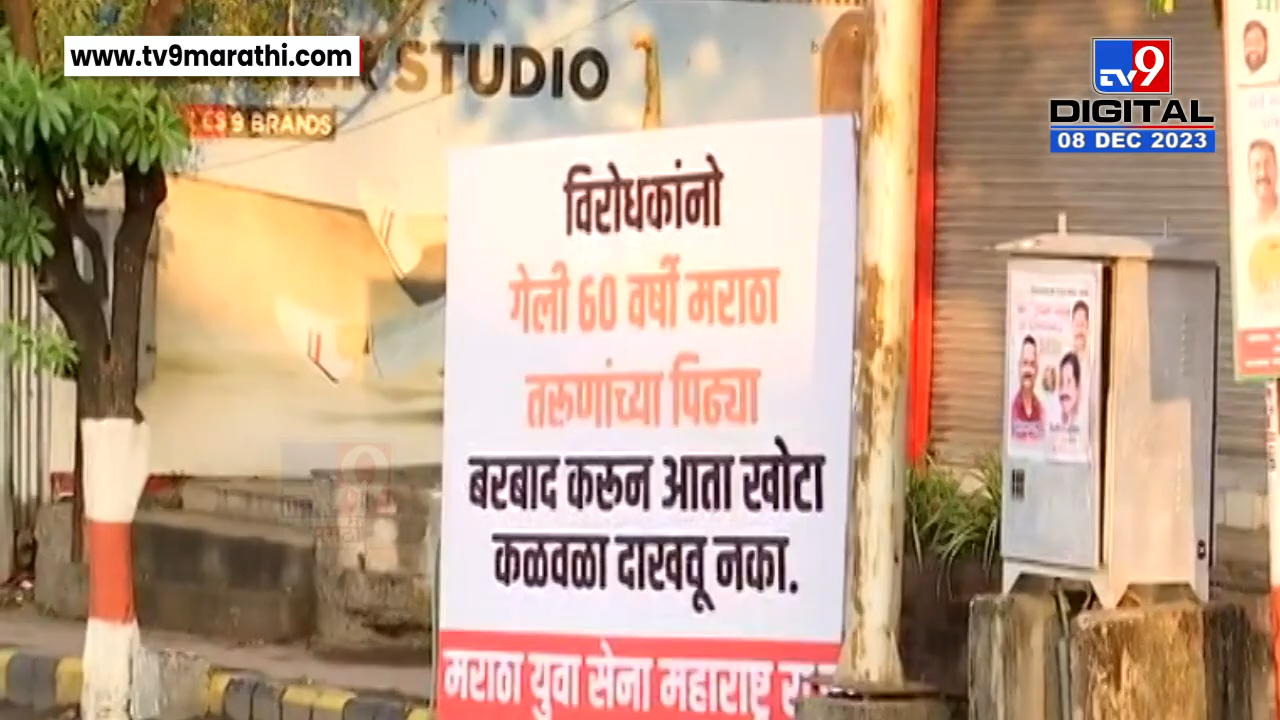 www.tv9marathi.com
STUDIO
9 BRANDS
tv9
DIGITAL
08 DEC 2023
विरोधकांनो
गेली 60 वर्षी मराठा
तरूणांच्या पिढ्या
बरबाद करून आता खोटा
कळवळा दाखवू नका.
मराठा युवा सेना महाराष्ट्र